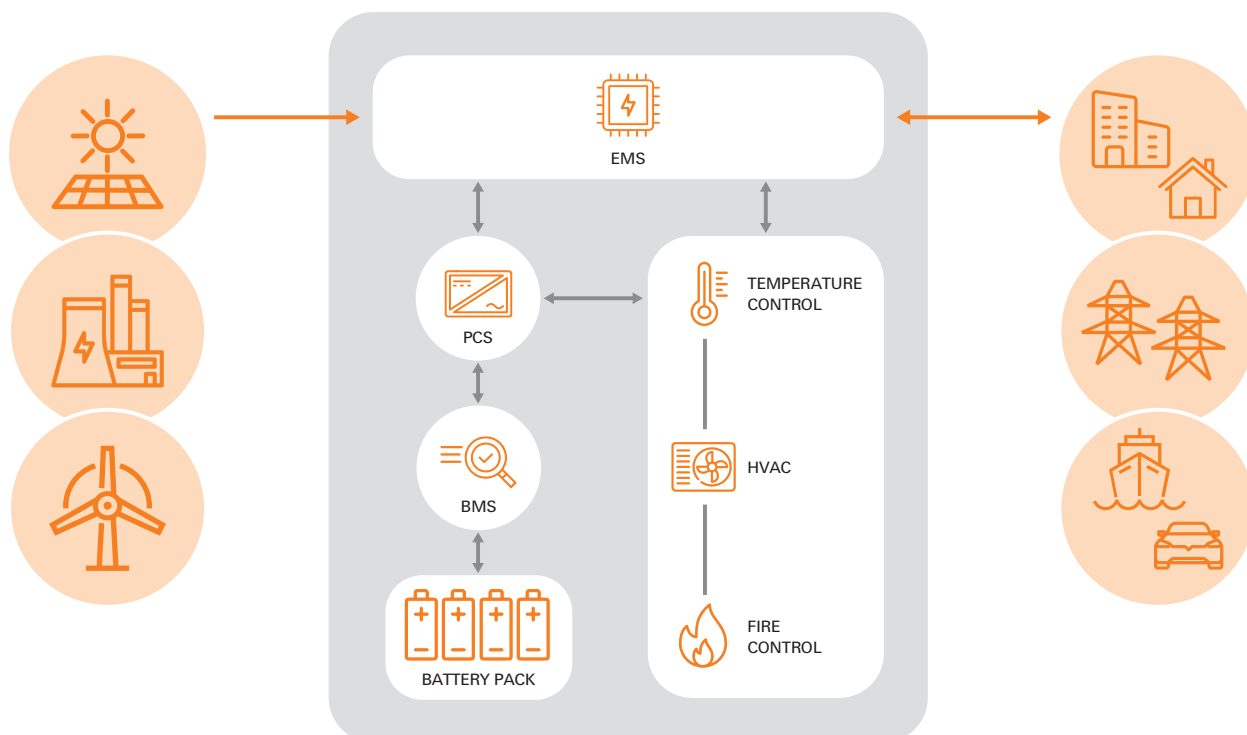 EMS
PCS
TEMPERATURE
CONTROL
BMS
HVAC
BATTERY PACK
FIRE
CONTROL